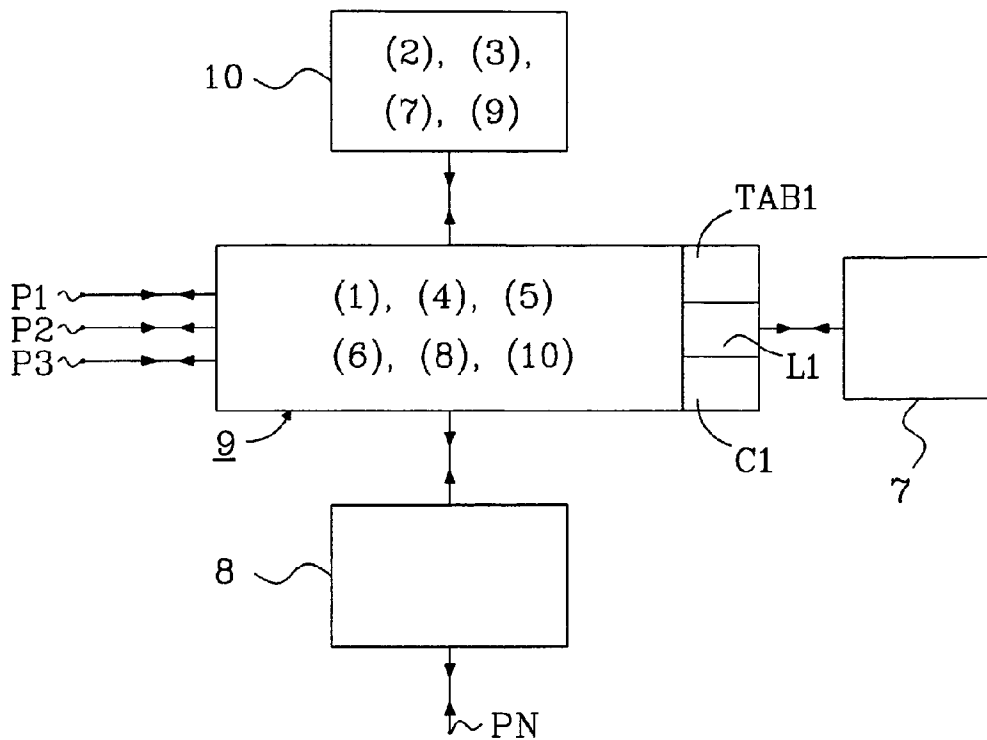 10
(2), (3),
(7), (9)
TAB1
P1
P2
P3
(1), (4), (5)
(6), (8), (10)
L1
9
C1
7
8
PN